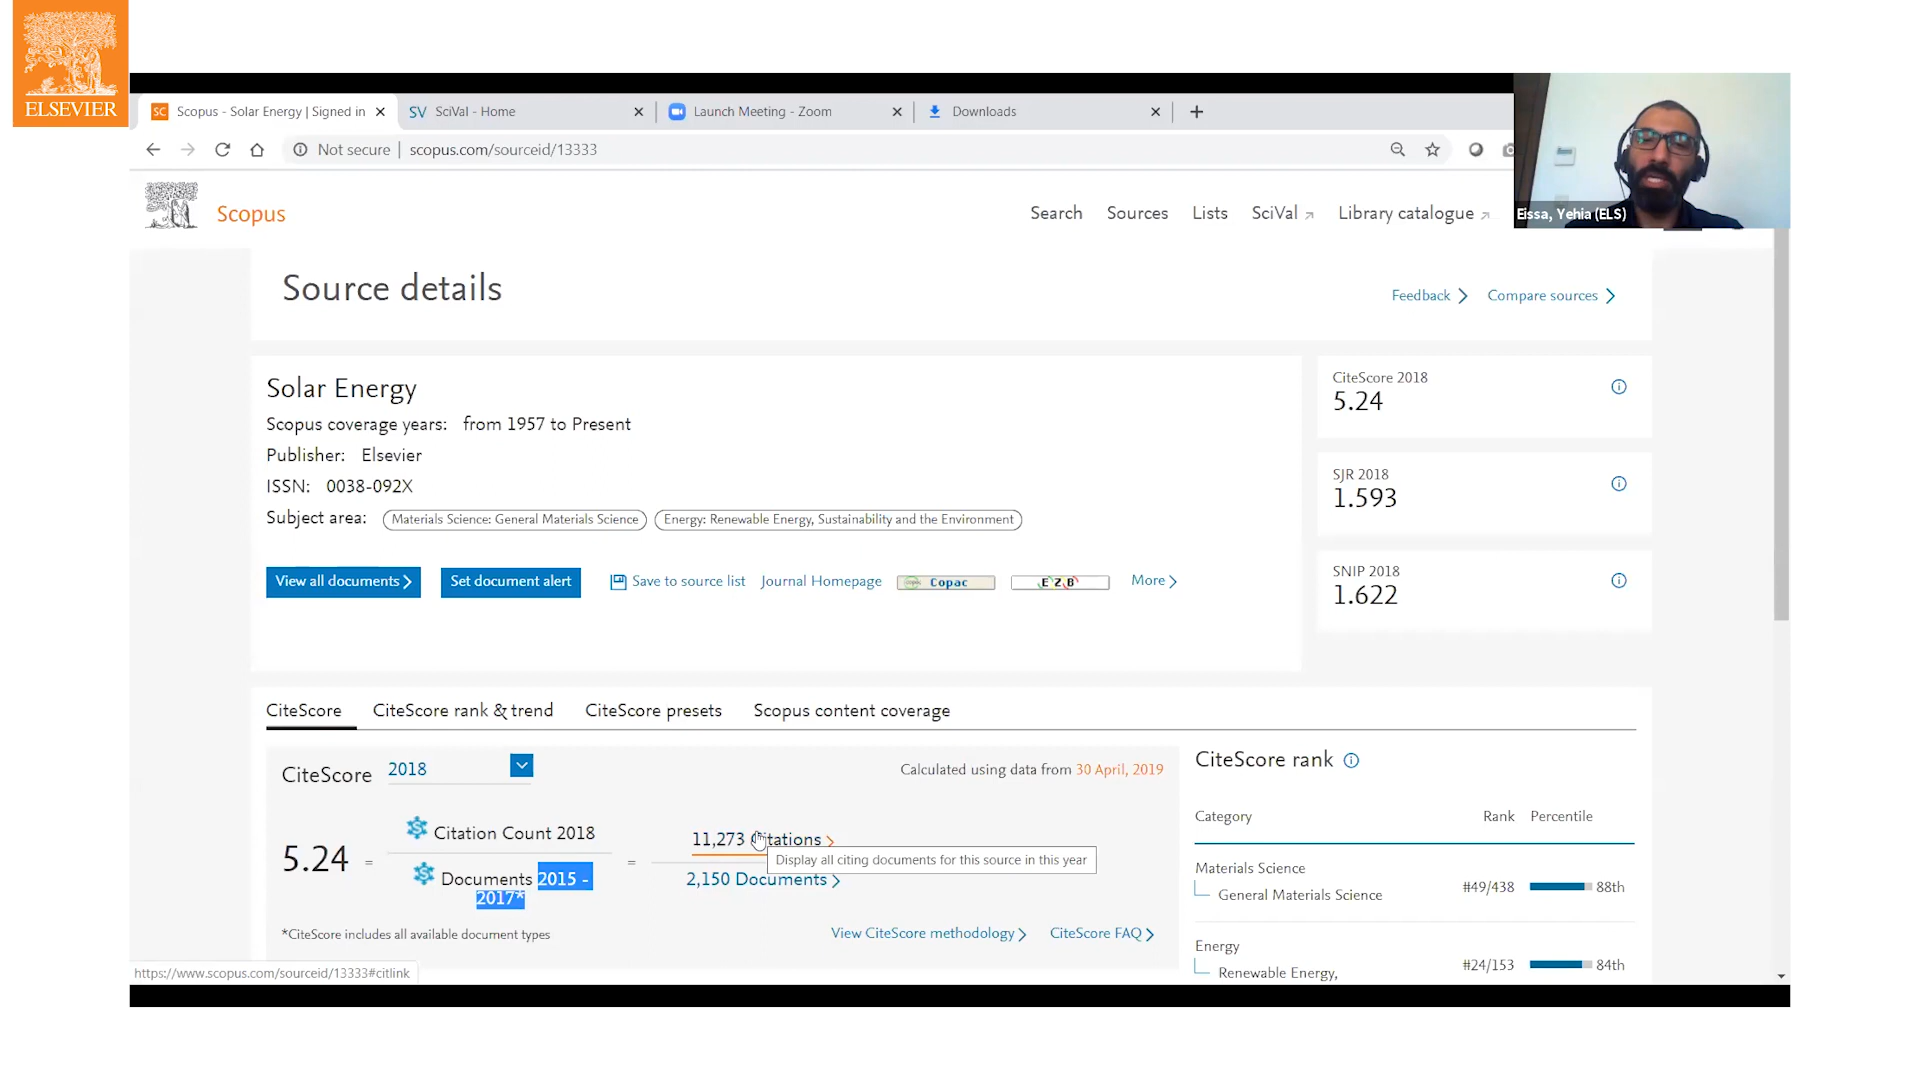 ELSEVIER
SC Scopus - Solar Energy | Signed in
SV SciVal - Home
Launch Meeting - Zoom
Downloads
Not secure | scopus.com/sourceid/13333
Scopus
Search
Sources
Lists
SciVal
Library catalogue
Eissa, Yehia (ELS)
Source details
Feedback
Compare sources
Solar Energy
Scopus coverage years: from 1957 to Present
Publisher: Elsevier
ISSN: 0038-092X
Subject area: Materials Science: General Materials Science Energy: Renewable Energy, Sustainability and the Environment
View all documents
Set document alert
Save to source list
Journal Homepage
Copac
EZB
More
CiteScore 2018
5.24
SJR 2018
1.593
SNIP 2018
1.622
CiteScore
CiteScore rank & trend
CiteScore presets
Scopus content coverage
CiteScore 2018
Calculated using data from 30 April, 2019
5.24 = Citation Count 2018 = 11,273 Citations
Display all citing documents for this source in this year
Documents 2015 -
2017*
2,150 Documents
*CiteScore includes all available document types
View CiteScore methodology
CiteScore FAQ
CiteScore rank
Category Rank Percentile
Materials Science
General Materials Science #49/438 88th
Energy
Renewable Energy, #24/153 84th
https://www.scopus.com/sourceid/13333#citlink